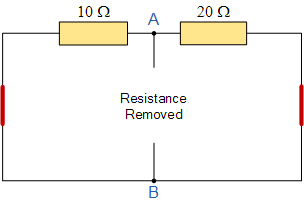 10 Ω
20 Ω
A
Resistance
Removed
B